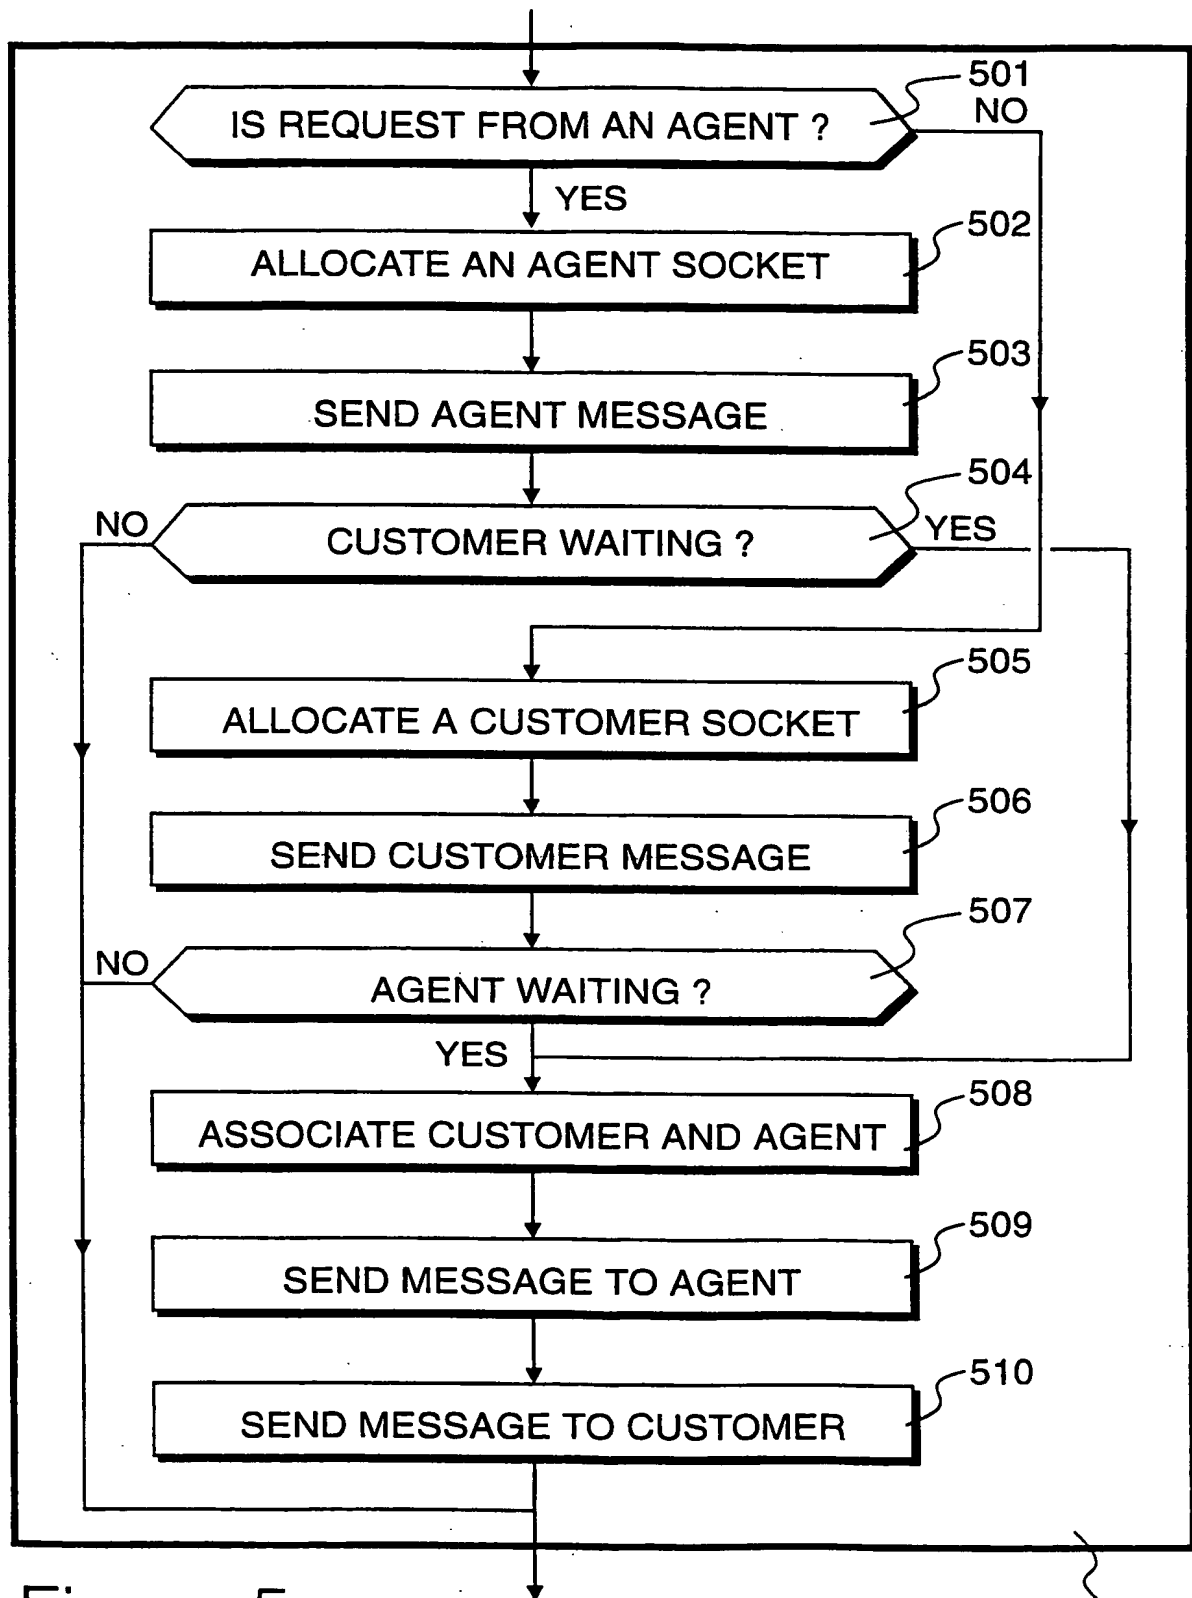 501
NO
IS REQUEST FROM AN AGENT ?
YES
502
ALLOCATE AN AGENT SOCKET
503
SEND AGENT MESSAGE
504
NO
CUSTOMER WAITING ?
YES
505
ALLOCATE A CUSTOMER SOCKET
506
SEND CUSTOMER MESSAGE
507
NO
AGENT WAITING ?
YES
508
ASSOCIATE CUSTOMER AND AGENT
509
SEND MESSAGE TO AGENT
510
SEND MESSAGE TO CUSTOMER